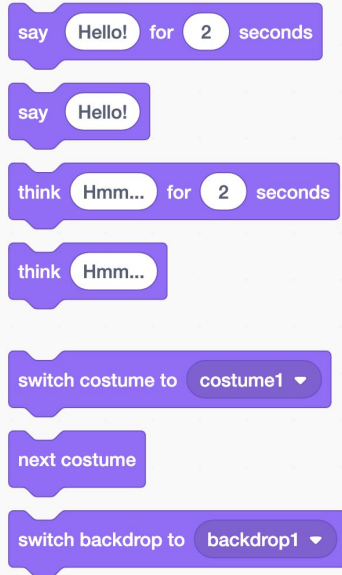 say Hello! for 2 seconds
say Hello!
think Hmm... for 2 seconds
think Hmm...
switch costume to costume1
next costume
switch backdrop to backdrop1